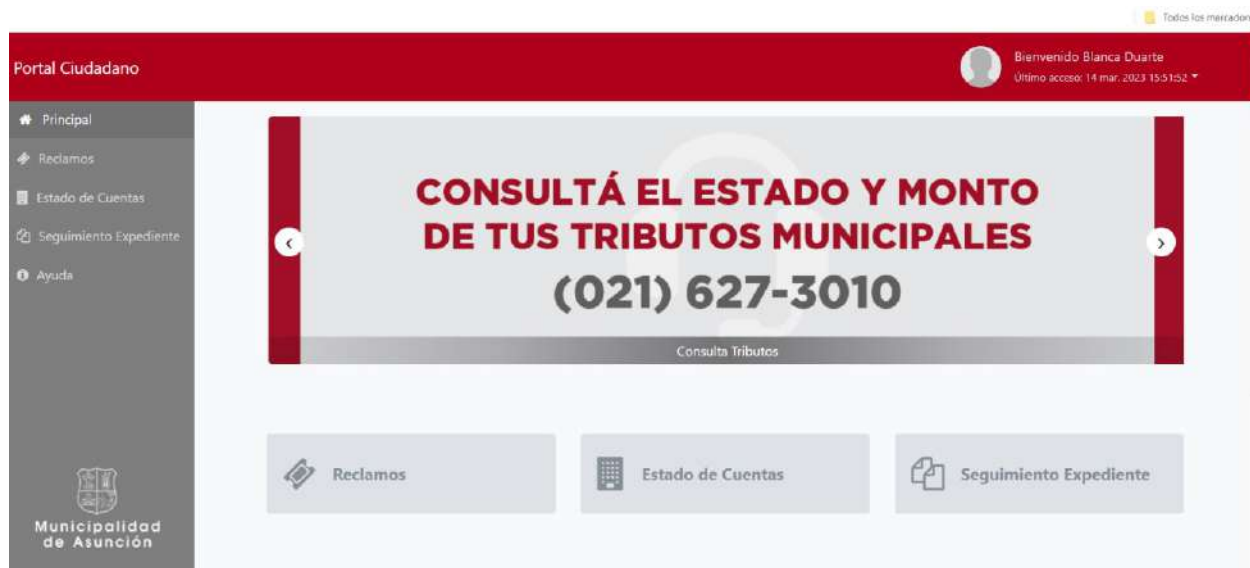 Todos los marcador
Portal Ciudadano
Bienvenido Blanca Duarte
Último acceso: 14 mar. 2023 15:51:52
Principal
Reclamos
Estado de Cuentas
Seguimiento Expediente
Ayuda
CONSULTÁ EL ESTADO Y MONTO
DE TUS TRIBUTOS MUNICIPALES
(021) 627-3010
Consulta Tributos
Reclamos
Estado de Cuentas
Seguimiento Expediente
Municipalidad
de Asunción